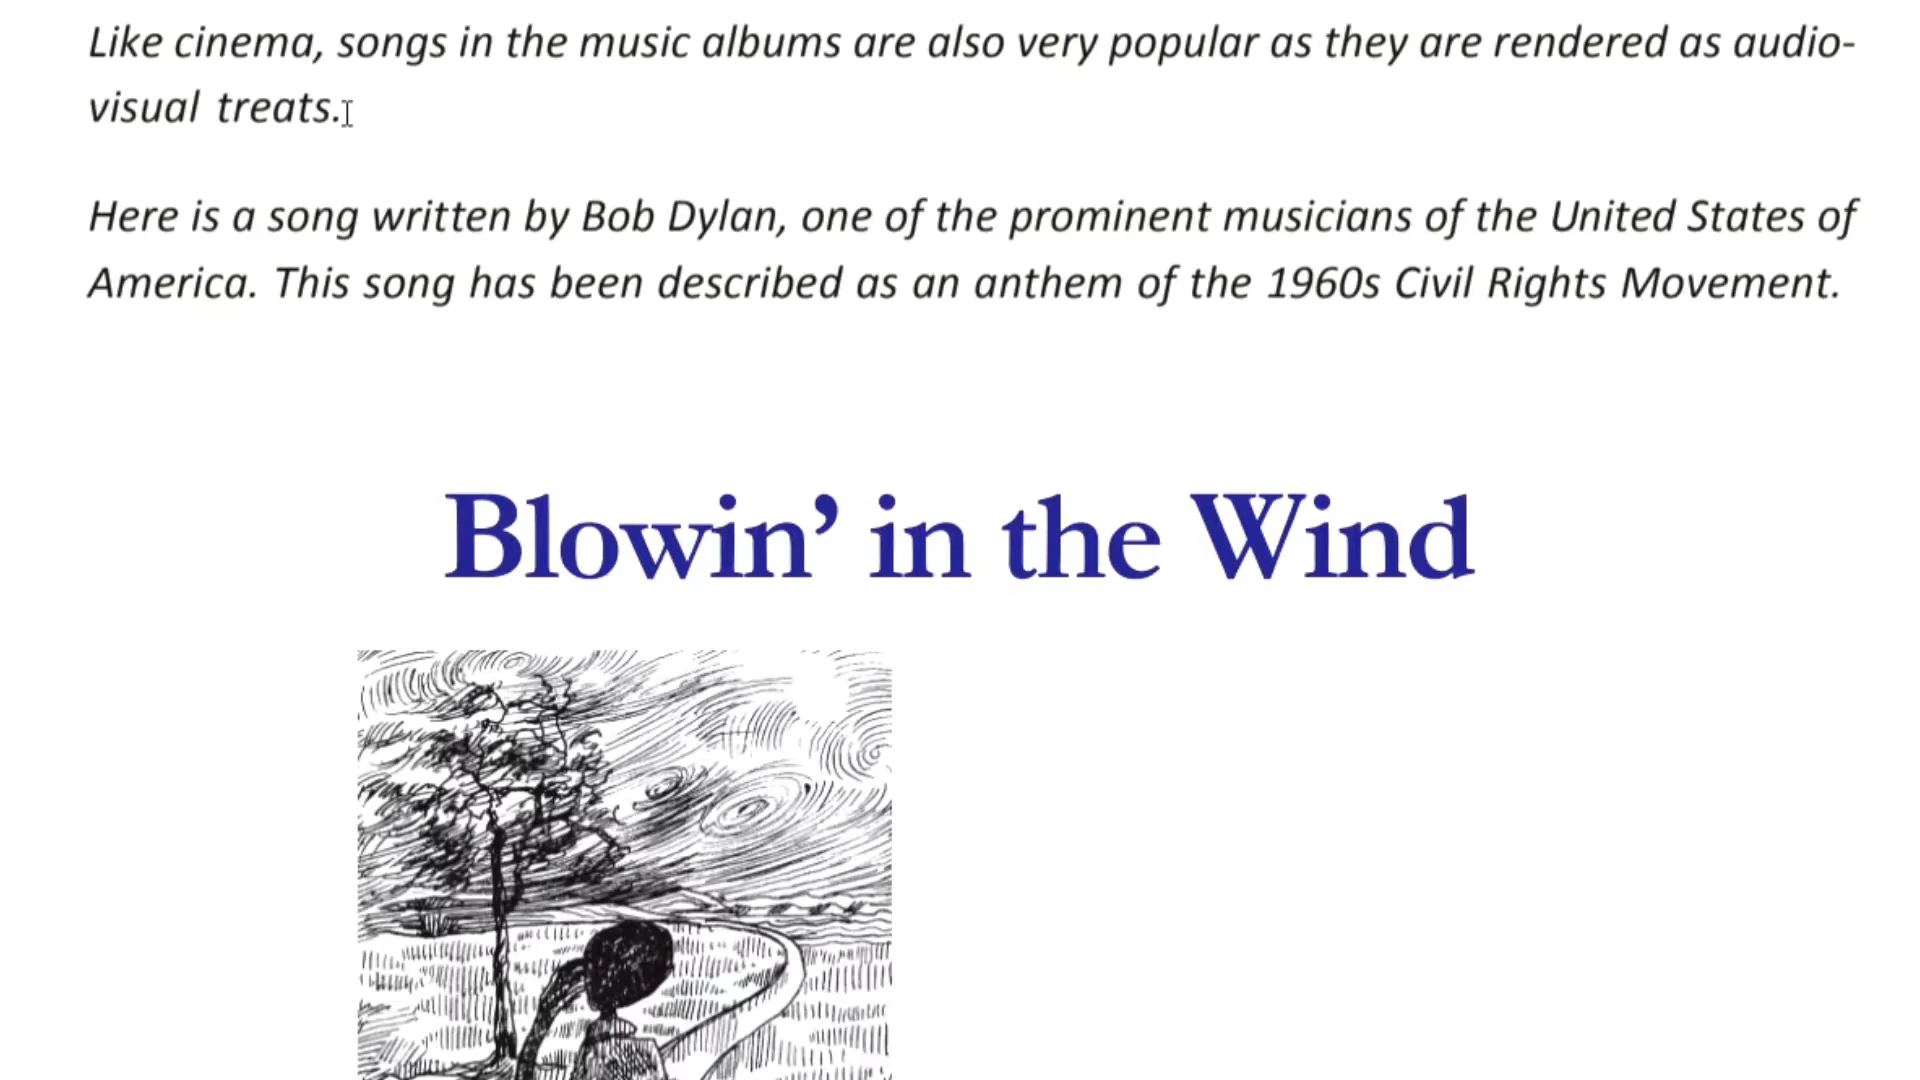 Like cinema, songs in the music albums are also very popular as they are rendered as audio-
visual treats.
Here is a song written by Bob Dylan, one of the prominent musicians of the United States of
America. This song has been described as an anthem of the 1960s Civil Rights Movement.
Blowin’ in the Wind